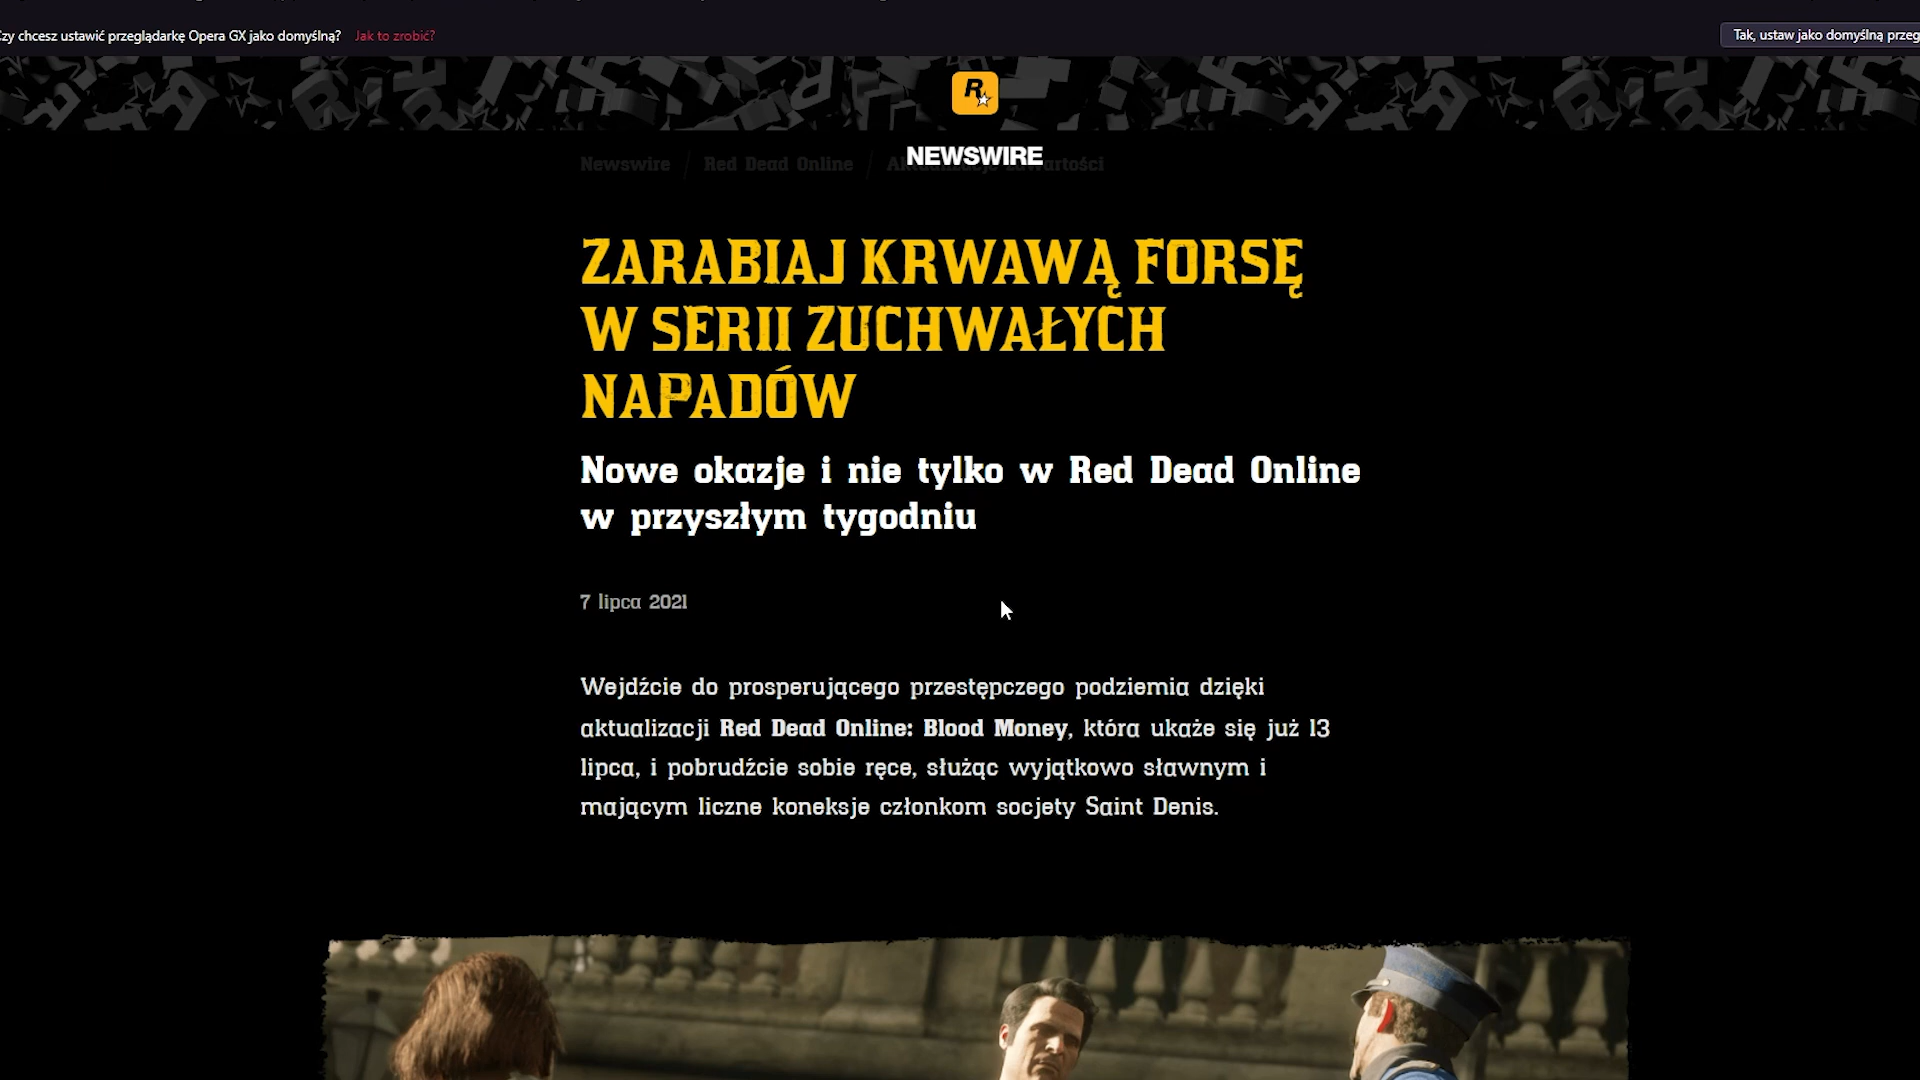 zy chcesz ustawić przeglądarkę Opera GX jako domyślną? Jak to zrobić?
Tak, ustaw jako domyślną przeg
R
NEWSWIRE
Newswire / Red Dead Online /
ZARABIAJ KRWAWĄ FORSĘ
W SERII ZUCHWAŁYCH
NAPADÓW
Nowe okazje i nie tylko w Red Dead Online
w przyszłym tygodniu
7 lipca 2021
Wejdźcie do prosperującego przestępczego podziemia dzięki
aktualizacji Red Dead Online: Blood Money, która ukaże się już 13
lipca, i pobrudźcie sobie ręce, służąc wyjątkowo sławnym i
mającym liczne koneksje członkom socjety Saint Denis.